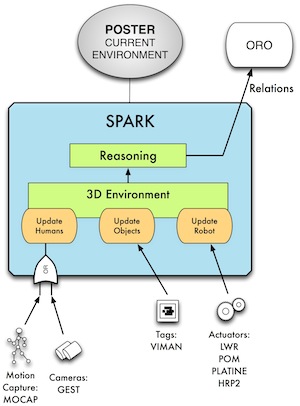 POSTER
CURRENT
ENVIRONMENT
ORO
Relations
SPARK
Reasoning
3D Environment
Update
Humans
Update
Objects
Update
Robot
OR
Motion
Capture:
MOCAP
Cameras:
GEST
Tags:
VIMAN
Actuators:
LWR
POM
PLATINE
HRP2